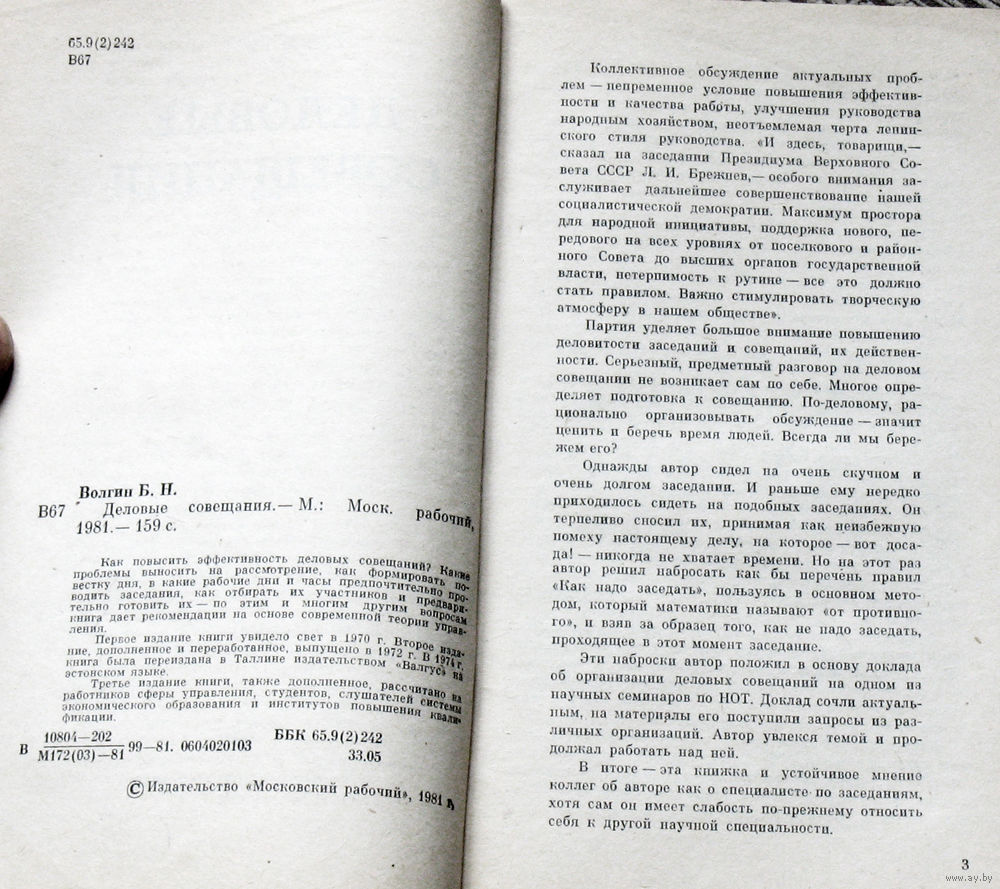 65.9(2)242
В67
Волгин Б. Н.
В67 Деловые совещания.— М.: Моск. рабочий,
1981.— 159 с.
Как повысить эффективность деловых совещаний? Какие
проблемы выносить на рассмотрение, как формировать по-
вестку дня, в какие рабочие дни и часы предпочтительно про-
водить заседания, как отбирать их участников и предвари-
тельно готовить их — по этим и многим другим вопросам
книга дает рекомендации на основе современной теории управ-
ления.
Первое издание книги увидело свет в 1970 г. Второе изда-
ние, дополненное и переработанное, выпущено в 1972 г. В 1974 г.
книга была переиздана в Таллине издательством «Валгус» на
эстонском языке.
Третье издание книги, также дополненное, рассчитано на
работников сферы управления, студентов, слушателей системы
экономического образования и институтов повышения квали-
фикации.
В 10804—202
М172(03)—81 99—81. 0604020103
ББК 65.9(2)242
33.05
© Издательство «Московский рабочий», 1981 г.
Коллективное обсуждение актуальных проб-
лем — непременное условие повышения эффектив-
ности и качества работы, улучшения руководства
народным хозяйством, неотъемлемая черта ленин-
ского стиля руководства. «И здесь, товарищи,—
сказал на заседании Президиума Верховного Со-
вета СССР Л. И. Брежнев,— особого внимания за-
служивает дальнейшее совершенствование нашей
социалистической демократии. Максимум простора
для народной инициативы, поддержка нового, пе-
редового на всех уровнях от поселкового и район-
ного Совета до высших органов государственной
власти, нетерпимость к рутине — все это должно
стать правилом. Важно стимулировать творческую
атмосферу в нашем обществе».
Партия уделяет большое внимание повышению
деловитости заседаний и совещаний, их действен-
ности. Серьезный, предметный разговор на деловом
совещании не возникает сам по себе. Многое опре-
деляет подготовка к совещанию. По-деловому, ра-
ционально организовывать обсуждение — значит
ценить и беречь время людей. Всегда ли мы бере-
жем его?
Однажды автор сидел на очень скучном и
очень долгом заседании. И раньше ему нередко
приходилось сидеть на подобных заседаниях. Он
терпеливо сносил их, принимая как неизбежную
помеху настоящему делу, на которое — вот доса-
да! — никогда не хватает времени. Но на этот раз
автор решил набросать как бы перечень правил
«Как надо заседать», пользуясь в основном мето-
дом, который математики называют «от противно-
го», и взяв за образец того, как не надо заседать,
проходящее в этот момент заседание.
Эти наброски автор положил в основу доклада
об организации деловых совещаний на одном из
научных семинаров по НОТ. Доклад сочли актуаль-
ным, на материалы его поступили запросы из раз-
личных организаций. Автор увлекся темой и про-
должал работать над ней.
В итоге — эта книжка и устойчивое мнение
коллег об авторе как о специалисте по заседаниям,
хотя сам он имеет слабость по-прежнему относить
себя к другой научной специальности.
3
www.ay.by